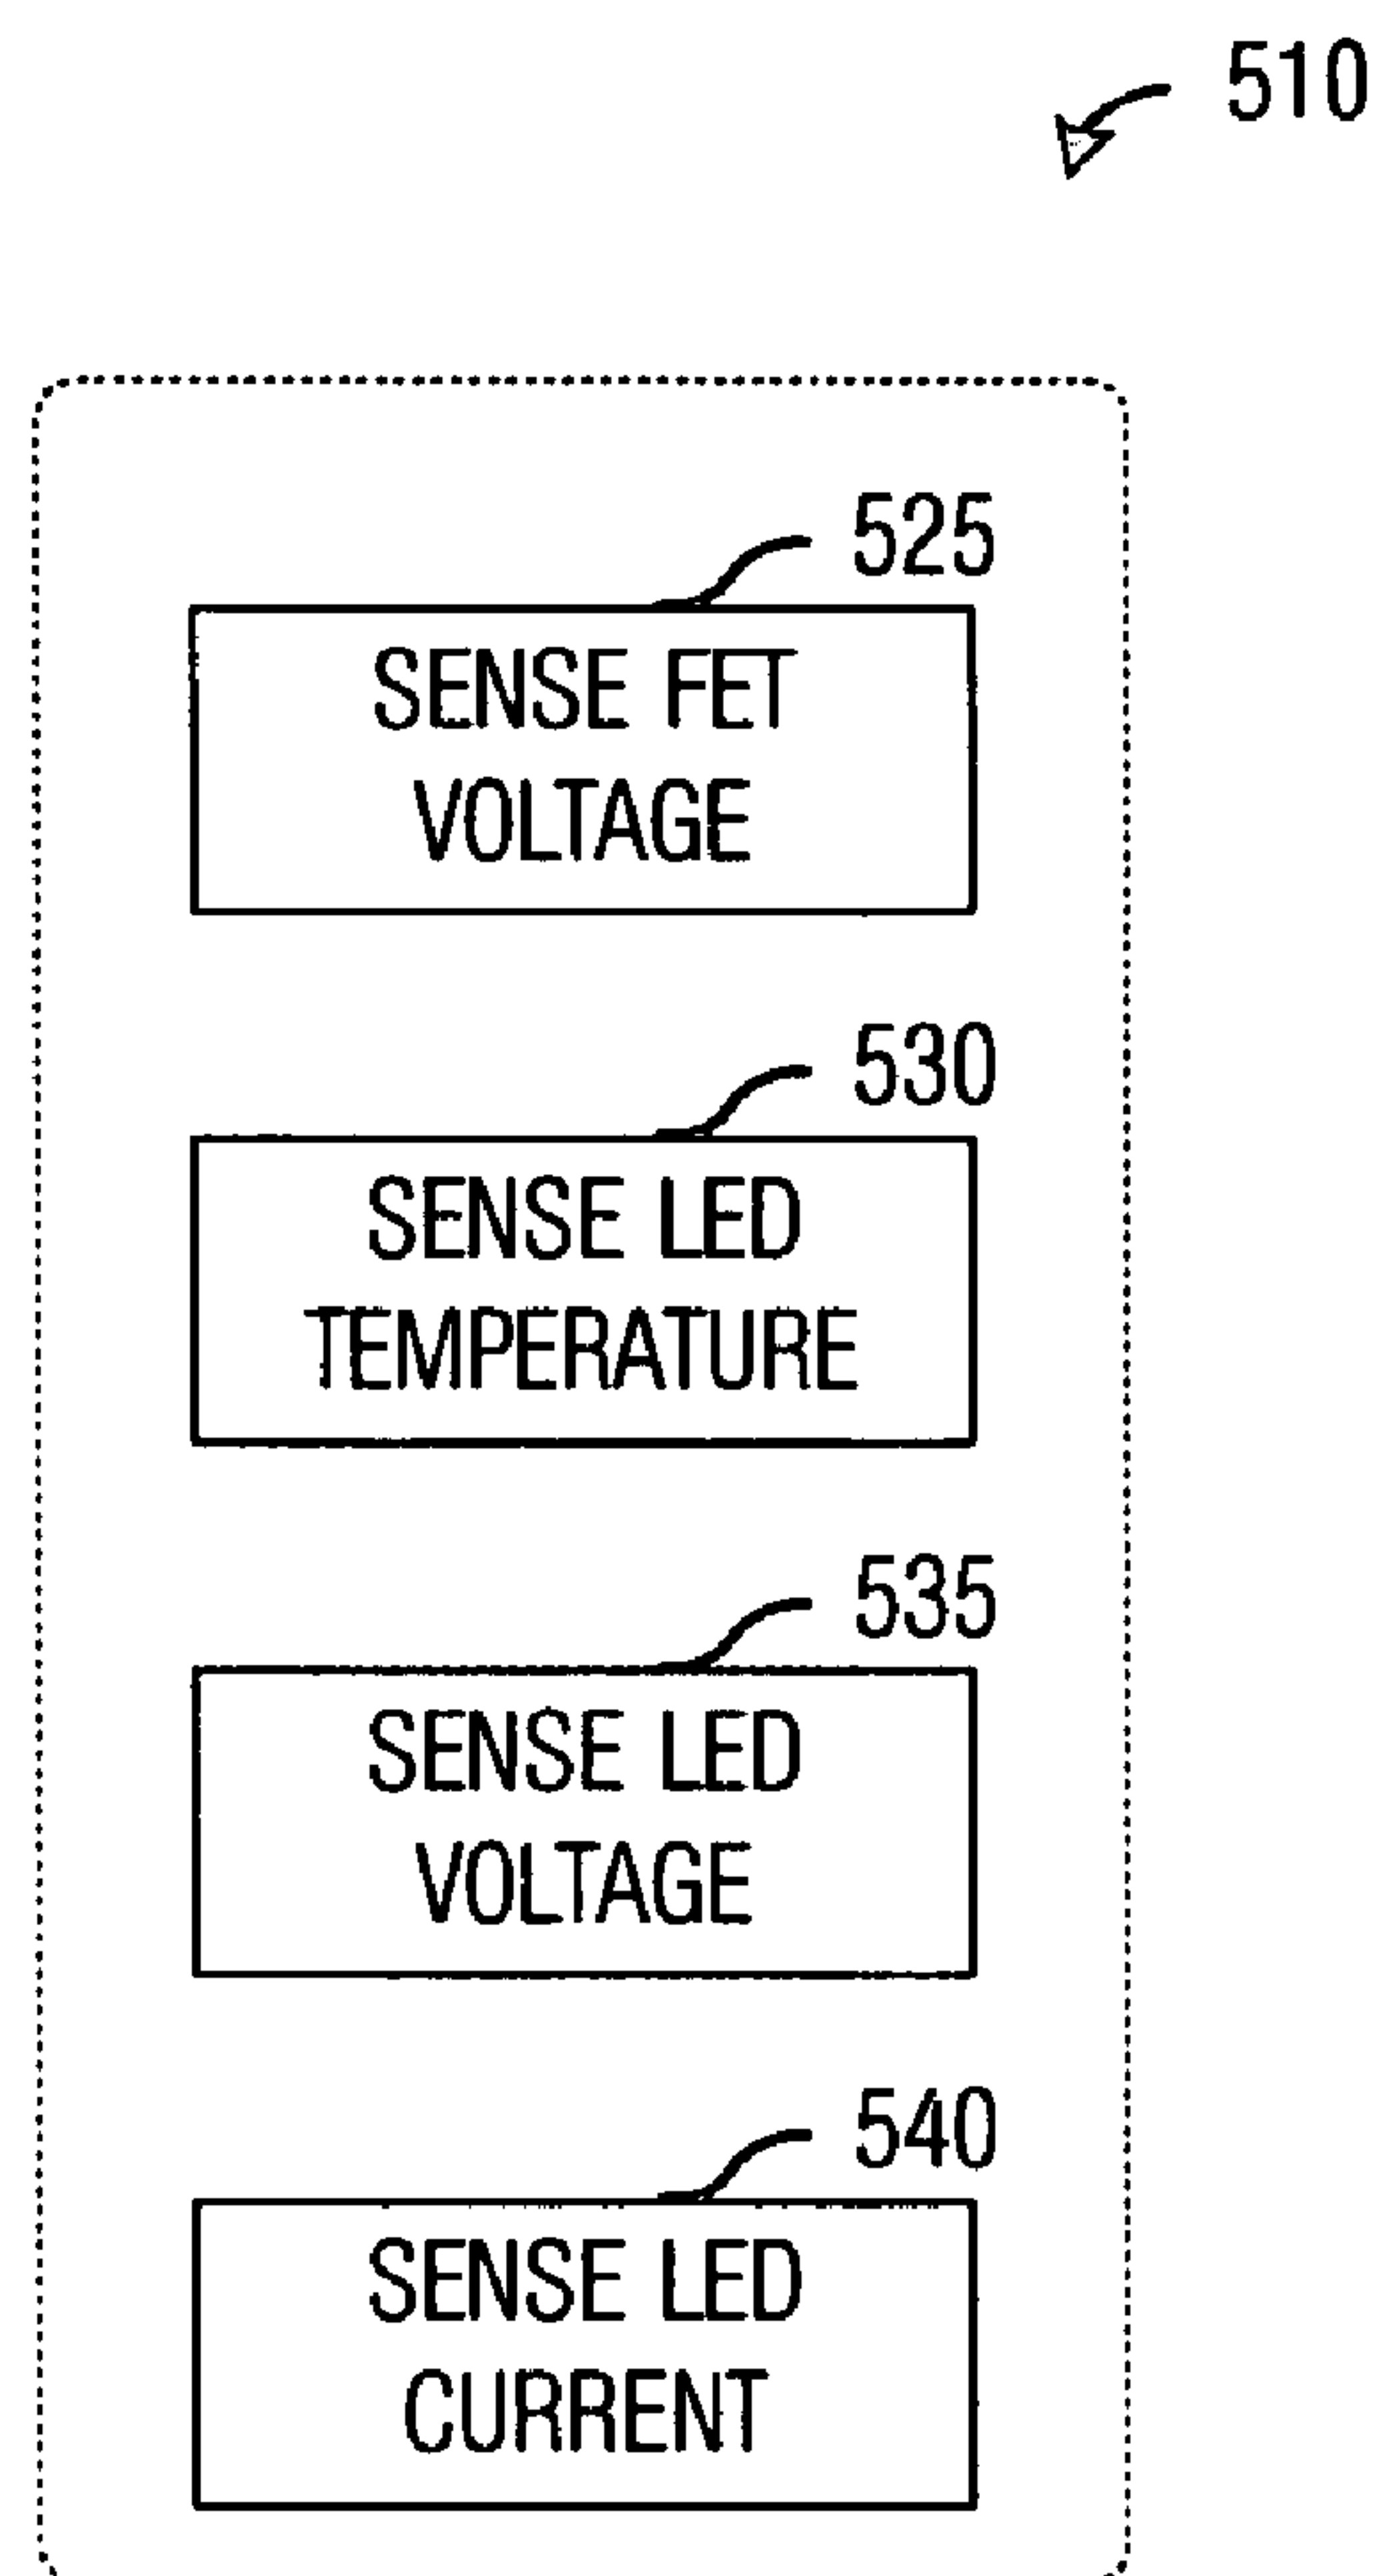 510
525
SENSE FET
VOLTAGE
530
SENSE LED
TEMPERATURE
535
SENSE LED
VOLTAGE
540
SENSE LED
CURRENT